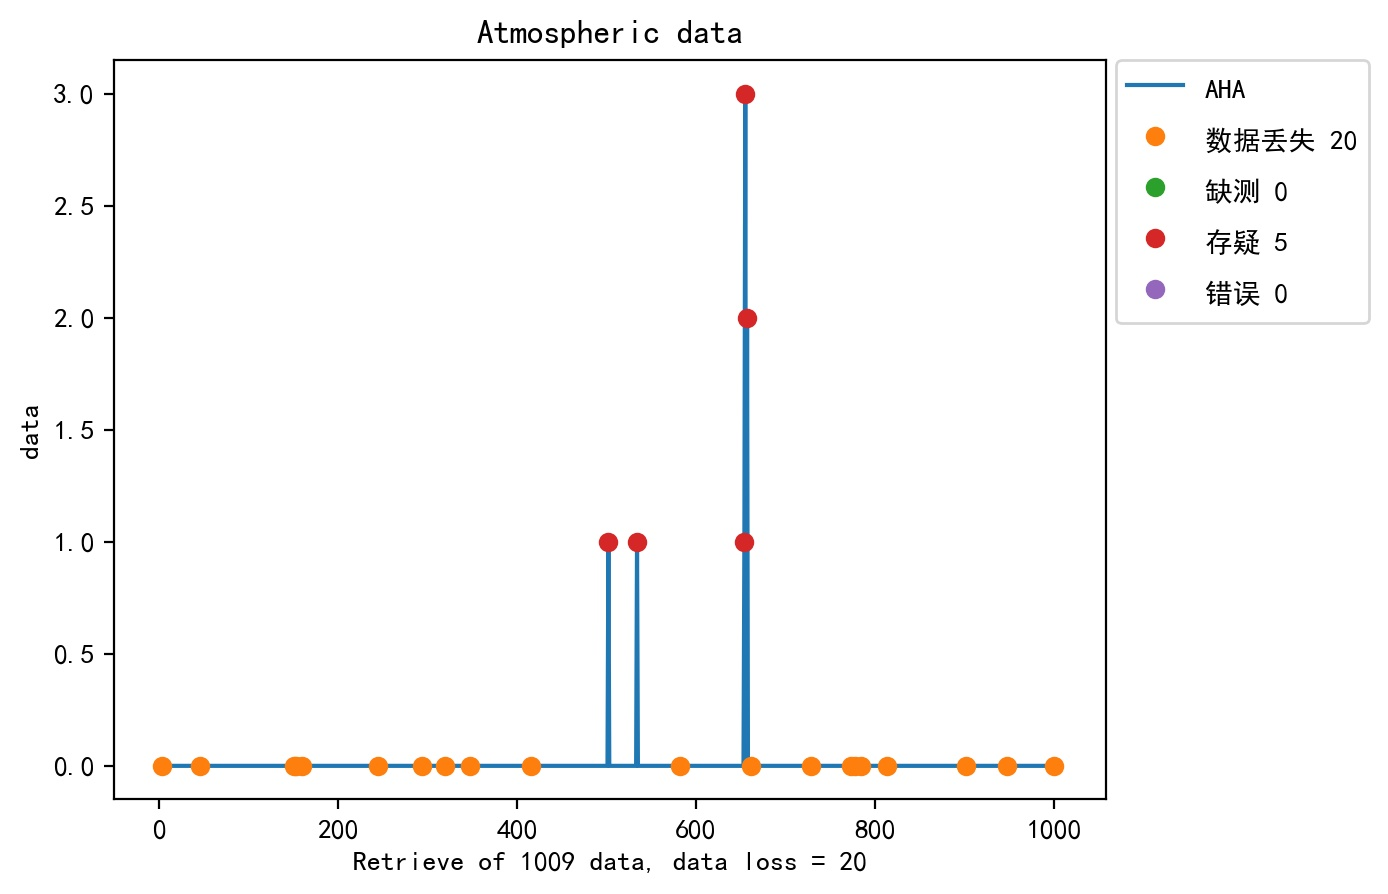 Atmospheric data
AHA
数据丢失 20
缺测 0
存疑 5
错误 0
3.0
2.5
2.0
1.5
1.0
0.5
0.0
data
0 200 400 600 800 1000
Retrieve of 1009 data, data loss = 20